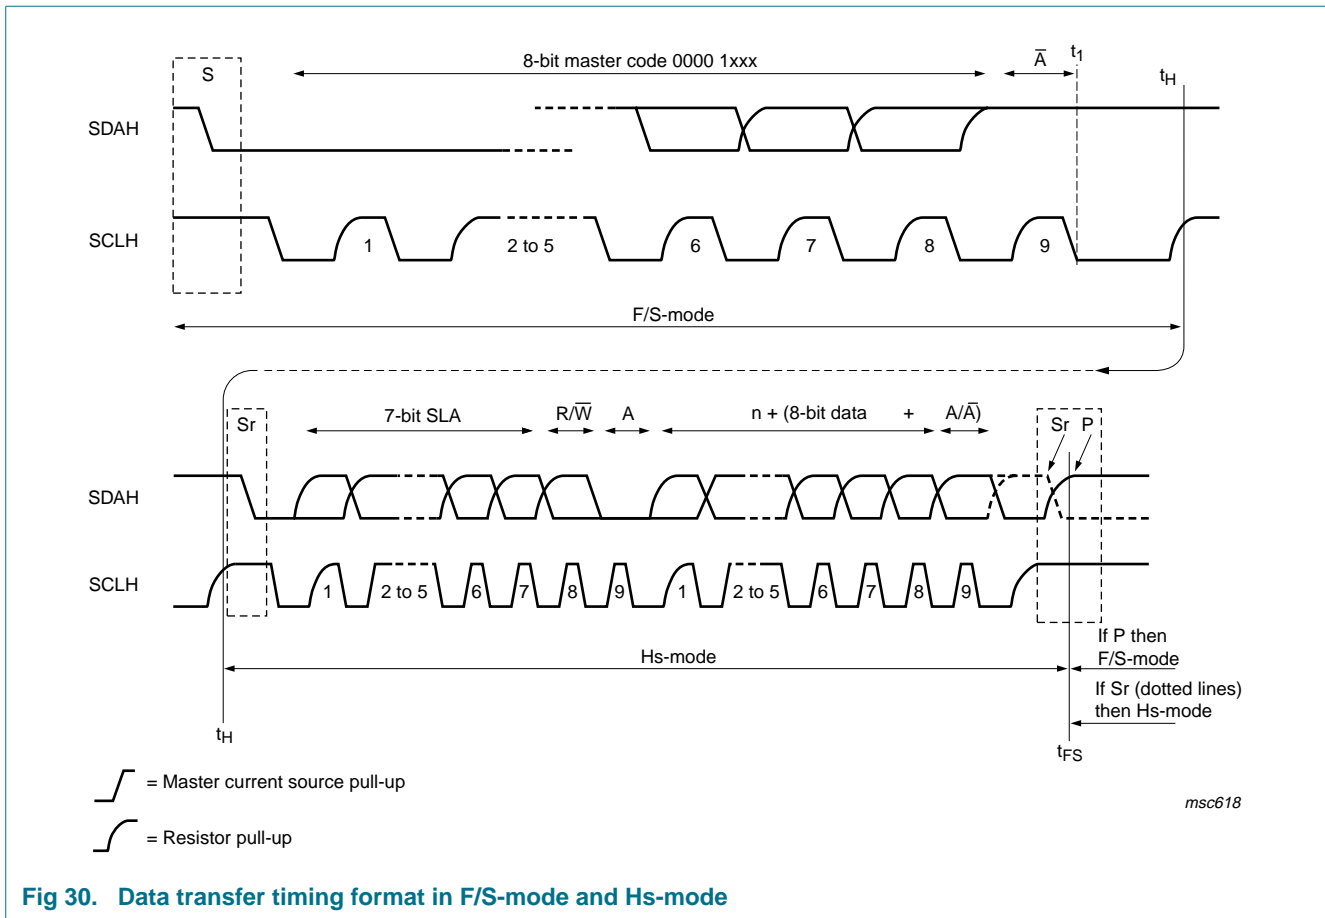 S
8-bit master code 0000 1xxx
A̅
t1
tH
SDAH
SCLH
1
2 to 5
6
7
8
9
F/S-mode
Sr
7-bit SLA
R/W̅
A
n + (8-bit data
+
A/A̅)
Sr
P
SDAH
SCLH
1
2 to 5
6
7
8
9
1
2 to 5
6
7
8
9
Hs-mode
If P then
F/S-mode
If Sr (dotted lines)
then Hs-mode
tH
tFS
= Master current source pull-up
= Resistor pull-up
msc618
Fig 30. Data transfer timing format in F/S-mode and Hs-mode